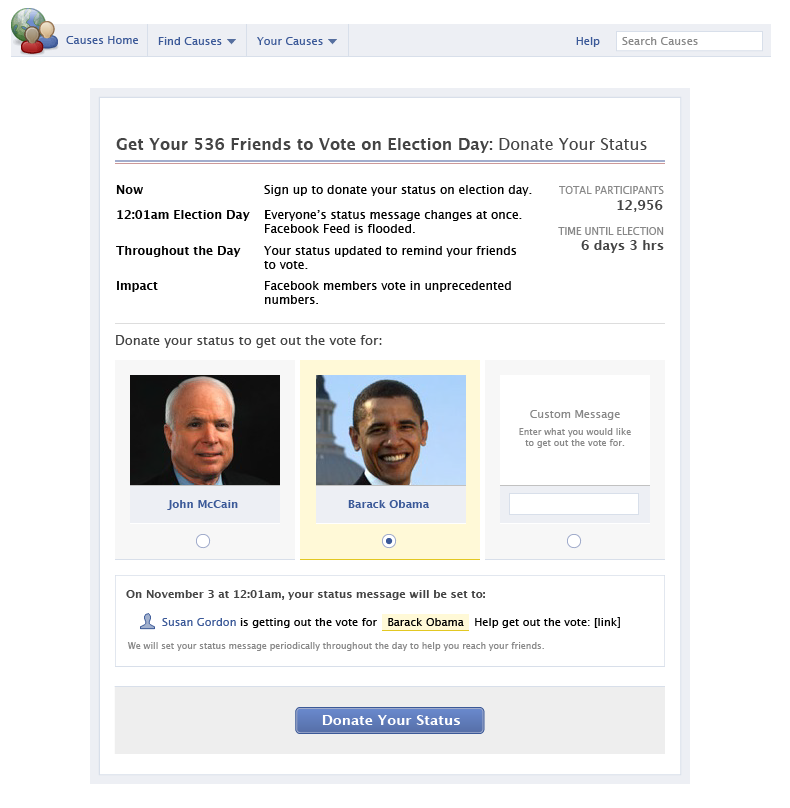 Causes Home Find Causes Your Causes Help Search Causes
Get Your 536 Friends to Vote on Election Day: Donate Your Status
Now Sign up to donate your status on election day.
12:01am Election Day Everyone's status message changes at once.
Facebook Feed is flooded.
Throughout the Day Your status updated to remind your friends
to vote.
Impact Facebook members vote in unprecedented
numbers.
TOTAL PARTICIPANTS
12,956
TIME UNTIL ELECTION
6 days 3 hrs
Donate your status to get out the vote for:
John McCain
Barack Obama
Custom Message
Enter what you would like
to get out the vote for.
On November 3 at 12:01am, your status message will be set to:
Susan Gordon is getting out the vote for Barack Obama Help get out the vote: [link]
We will set your status message periodically throughout the day to help you reach your friends.
Donate Your Status